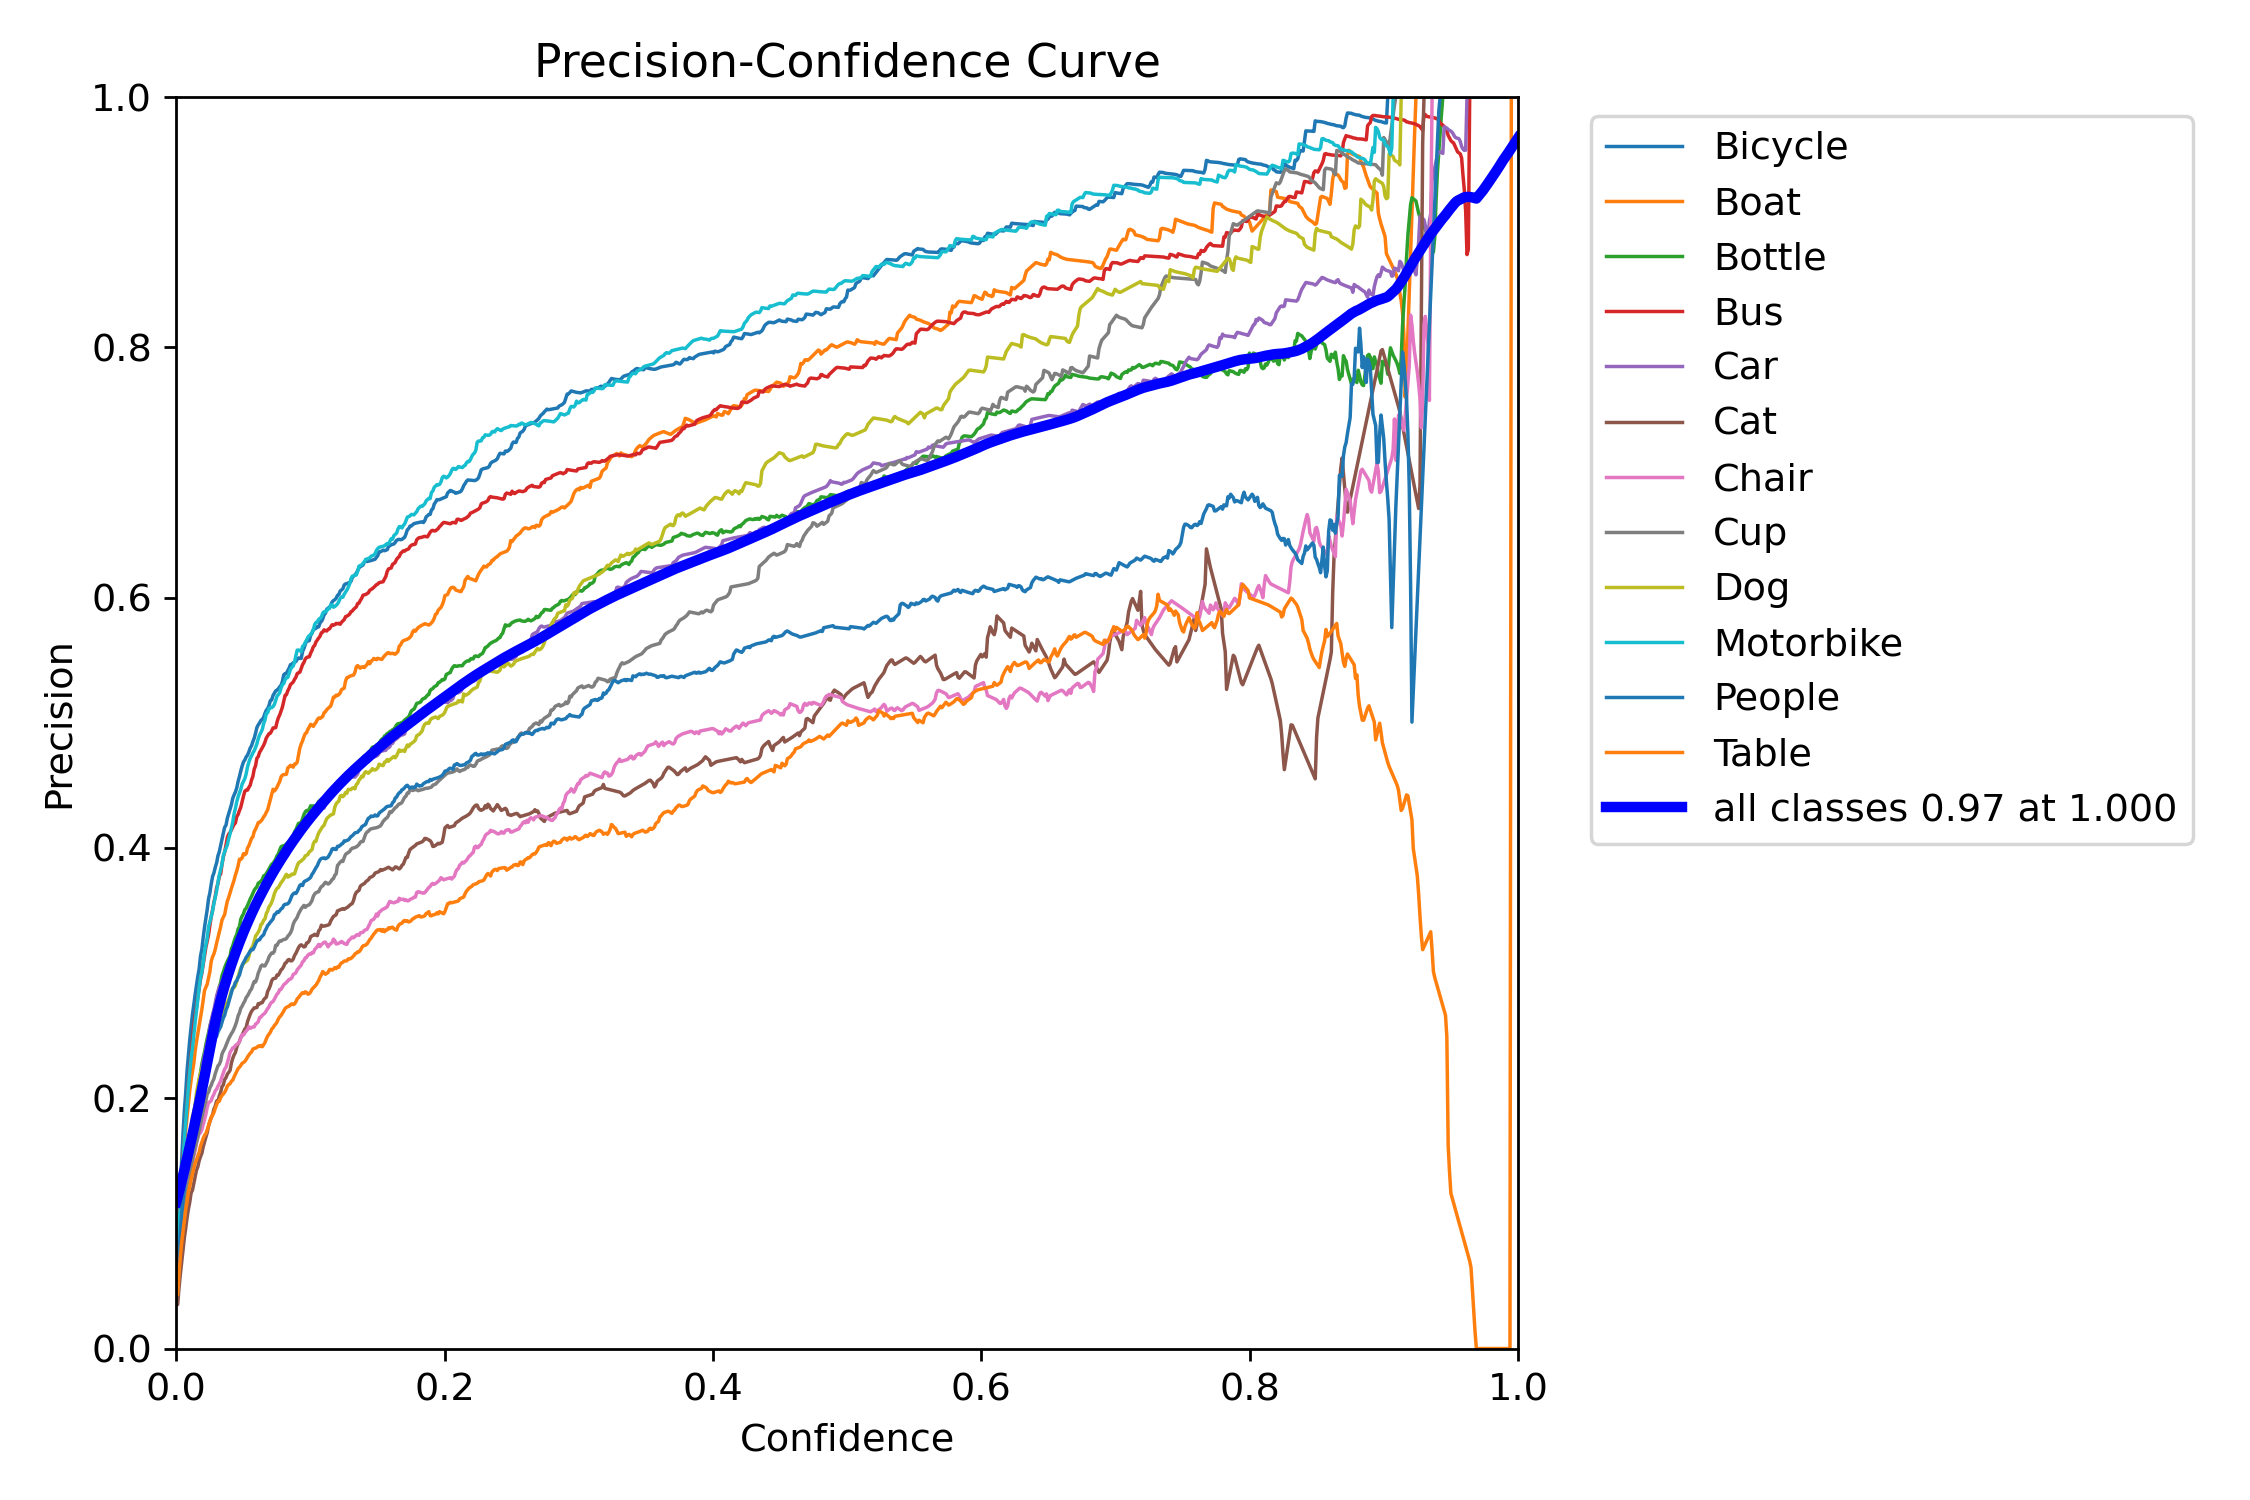 Precision-Confidence Curve
1.0
0.8
0.6
0.4
0.2
0.0
Precision
0.0 0.2 0.4 0.6 0.8 1.0
Confidence
Bicycle
Boat
Bottle
Bus
Car
Cat
Chair
Cup
Dog
Motorbike
People
Table
all classes 0.97 at 1.000